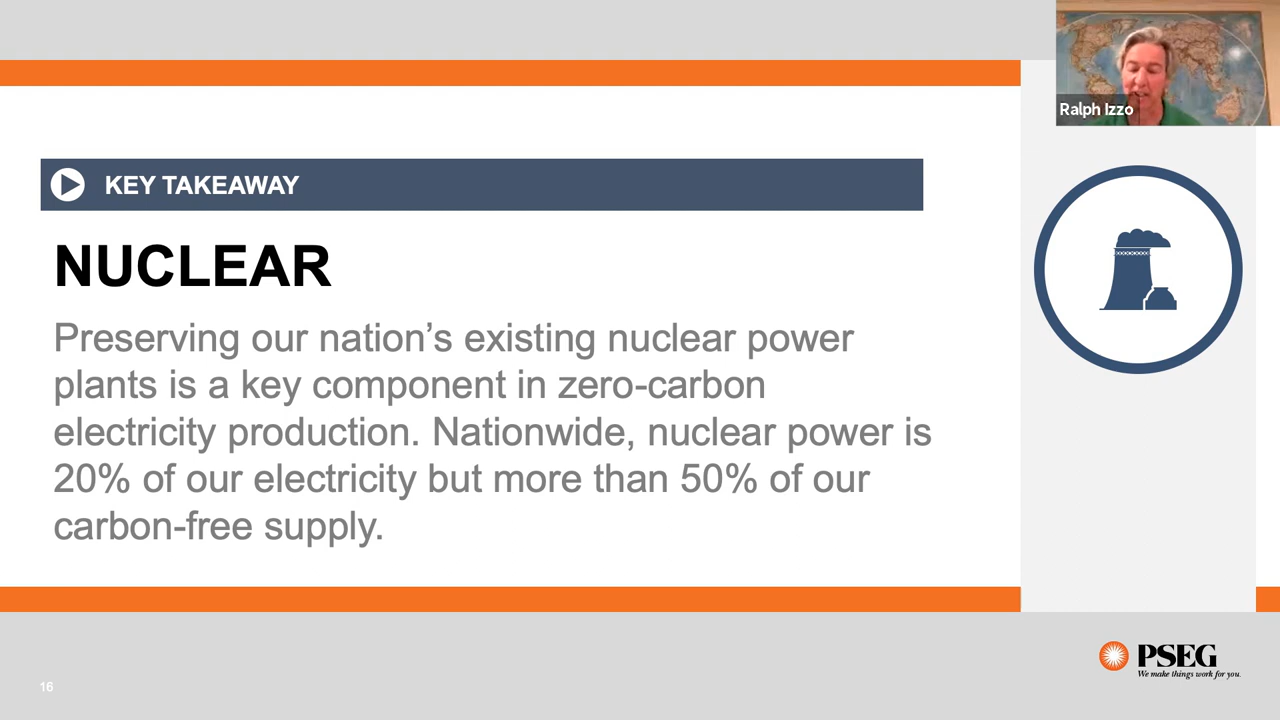 Ralph Izzo
KEY TAKEAWAY
NUCLEAR
Preserving our nation’s existing nuclear power
plants is a key component in zero-carbon
electricity production. Nationwide, nuclear power is
20% of our electricity but more than 50% of our
carbon-free supply.
PSEG
We make things work for you.
16